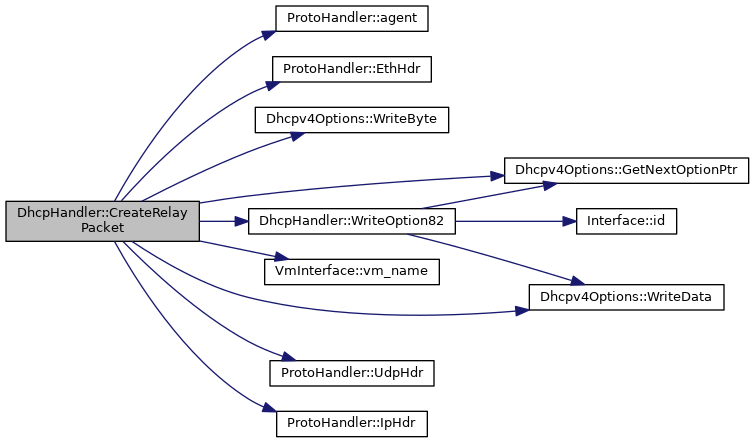 ProtoHandler::agent
ProtoHandler::EthHdr
Dhcpv4Options::WriteByte
Dhcpv4Options::GetNextOptionPtr
DhcpHandler::CreateRelay
Packet
DhcpHandler::WriteOption82
Interface::id
VmInterface::vm_name
Dhcpv4Options::WriteData
ProtoHandler::UdpHdr
ProtoHandler::IpHdr